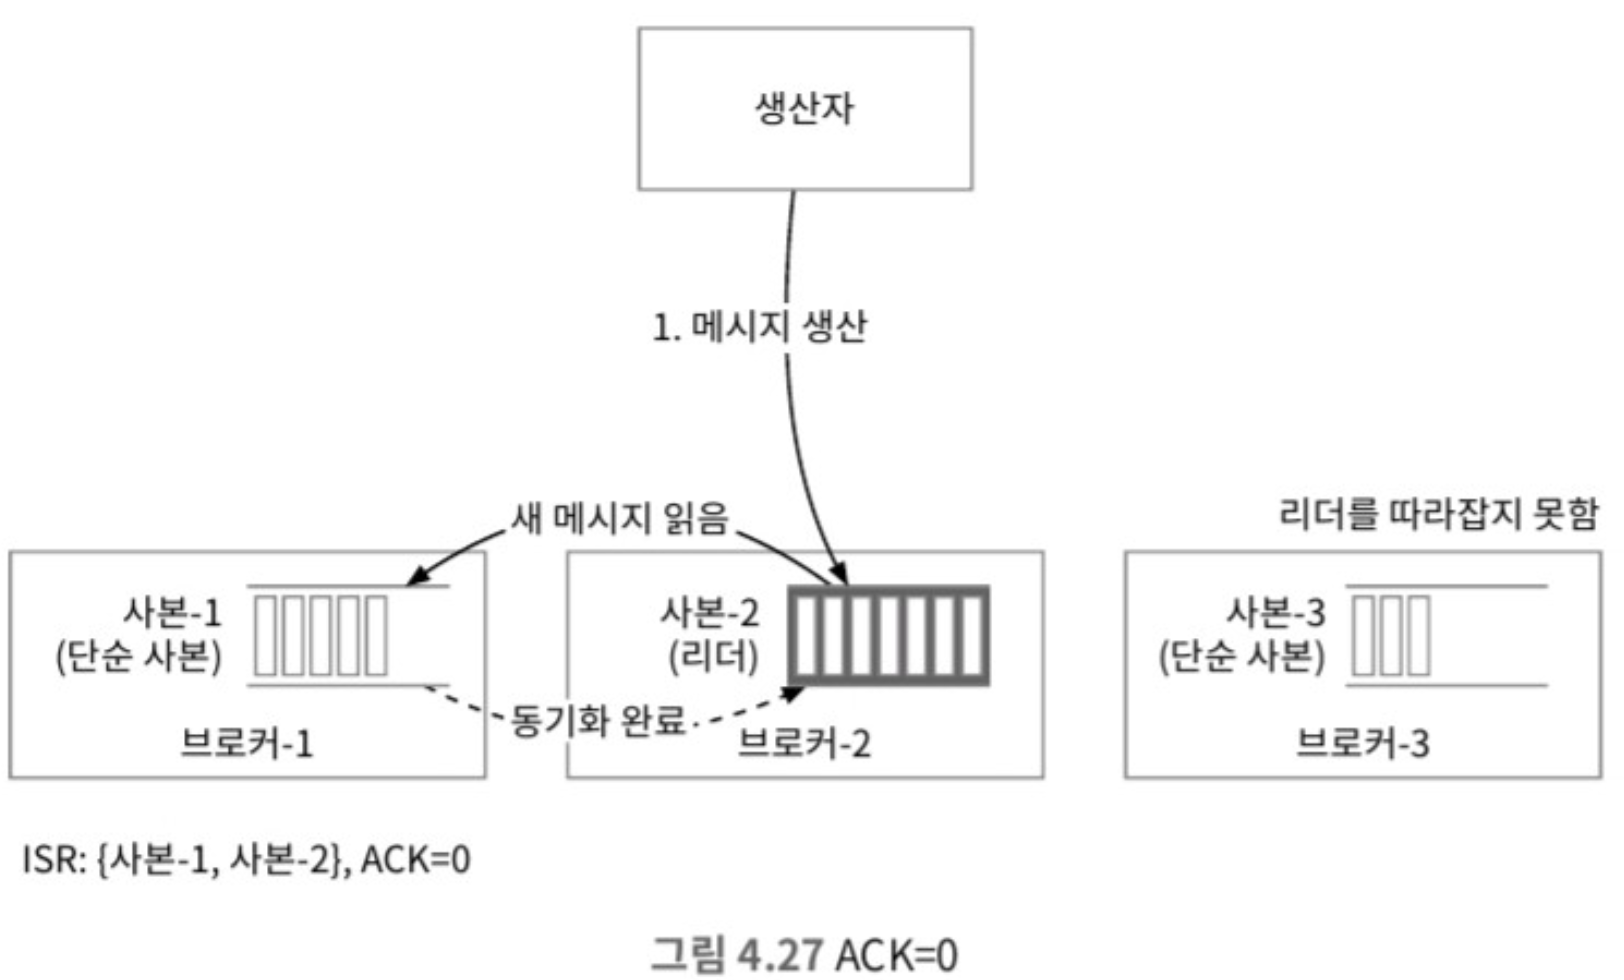 생산자
1. 메시지 생산
새 메시지 읽음
리더를 따라잡지 못함
사본-1
(단순 사본)
브로커-1
사본-2
(리더)
동기화 완료
브로커-2
사본-3
(단순 사본)
브로커-3
ISR: {사본-1, 사본-2}, ACK=0
그림 4.27 ACK=0